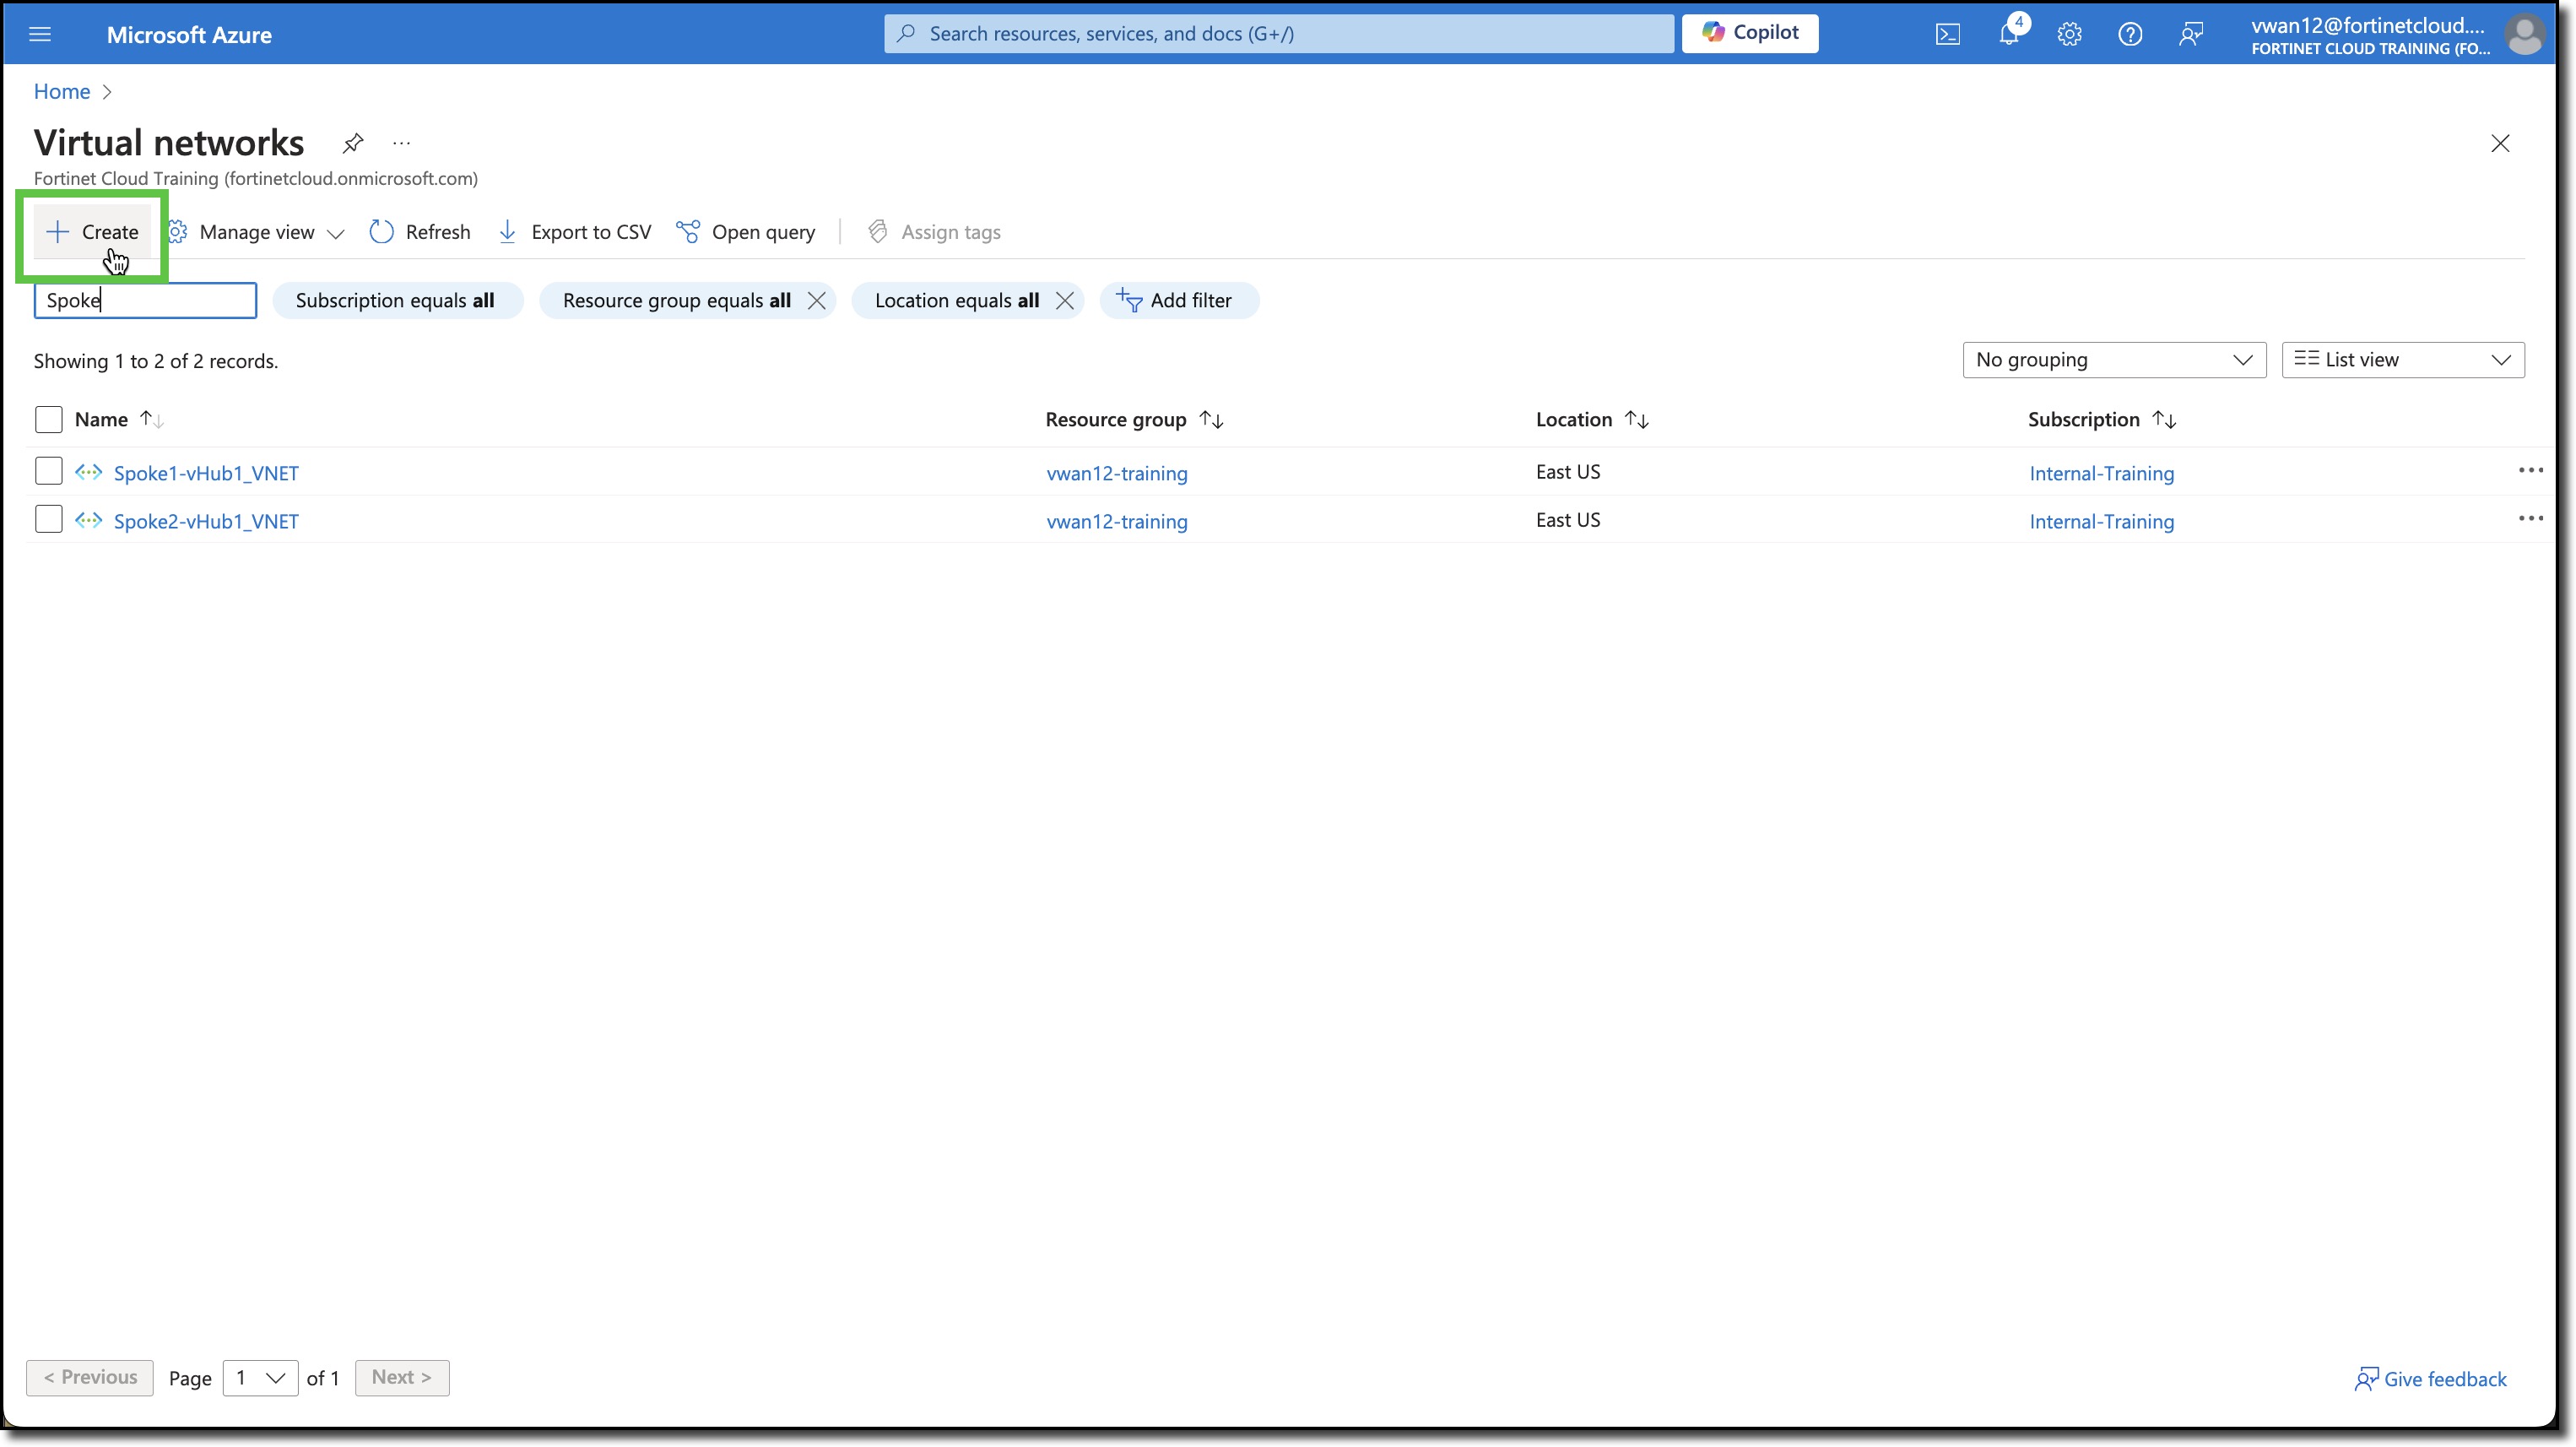 Microsoft Azure
Search resources, services, and docs (G+/)
Copilot
4
vwan12@fortinetcloud....
FORTINET CLOUD TRAINING (FO...
Home
Virtual networks
Fortinet Cloud Training (fortinetcloud.onmicrosoft.com)
Create Manage view Refresh Export to CSV Open query Assign tags
Spoke Subscription equals all Resource group equals all Location equals all Add filter
Showing 1 to 2 of 2 records.
No grouping List view
Name Resource group Location Subscription
Spoke1-vHub1_VNET vwan12-training East US Internal-Training
Spoke2-vHub1_VNET vwan12-training East US Internal-Training
< Previous Page 1 of 1 Next > Give feedback